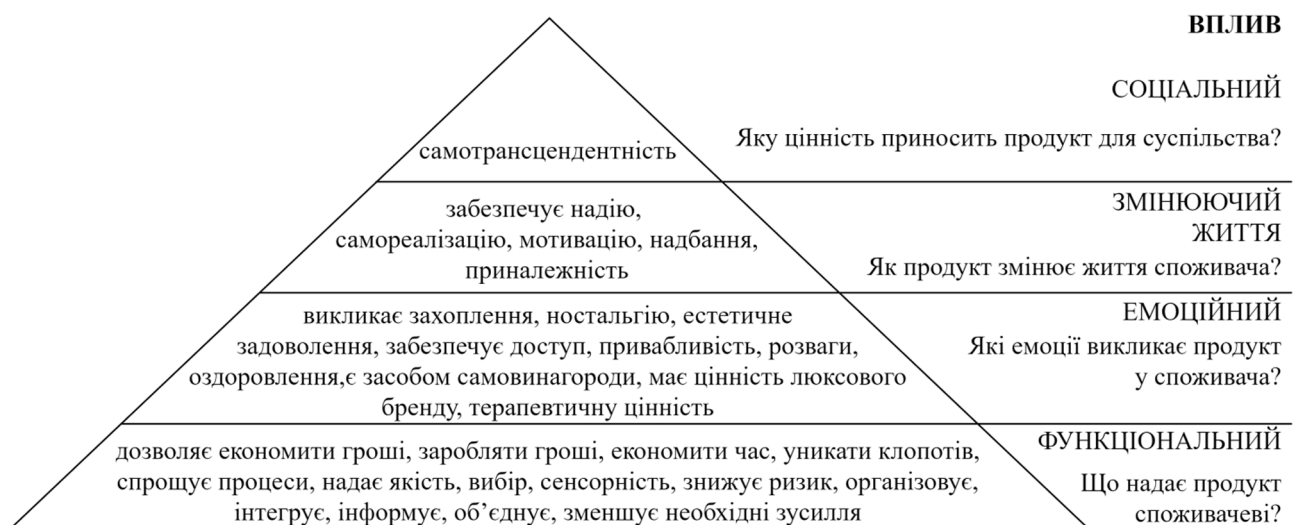 ВПЛИВ
СОЦІАЛЬНИЙ
Яку цінність приносить продукт для суспільства?
самотрансцендентність
ЗМІНЮЮЧИЙ
ЖИТТЯ
Як продукт змінює життя споживача?
забезпечує надію,
самореалізацію, мотивацію, надбання,
приналежність
ЕМОЦІЙНИЙ
Які емоції викликає продукт
у споживача?
викликає захоплення, ностальгію, естетичне
задоволення, забезпечує доступ, привабливість, розваги,
оздоровлення,є засобом самовинагороди, має цінність люксового
бренду, терапевтичну цінність
ФУНКЦІОНАЛЬНИЙ
Що надає продукт
споживачеві?
дозволяє економити гроші, заробляти гроші, економити час, уникати клопотів,
спрощує процеси, надає якість, вибір, сенсорність, знижує ризик, організовує,
інтегрує, інформує, об’єднує, зменшує необхідні зусилля